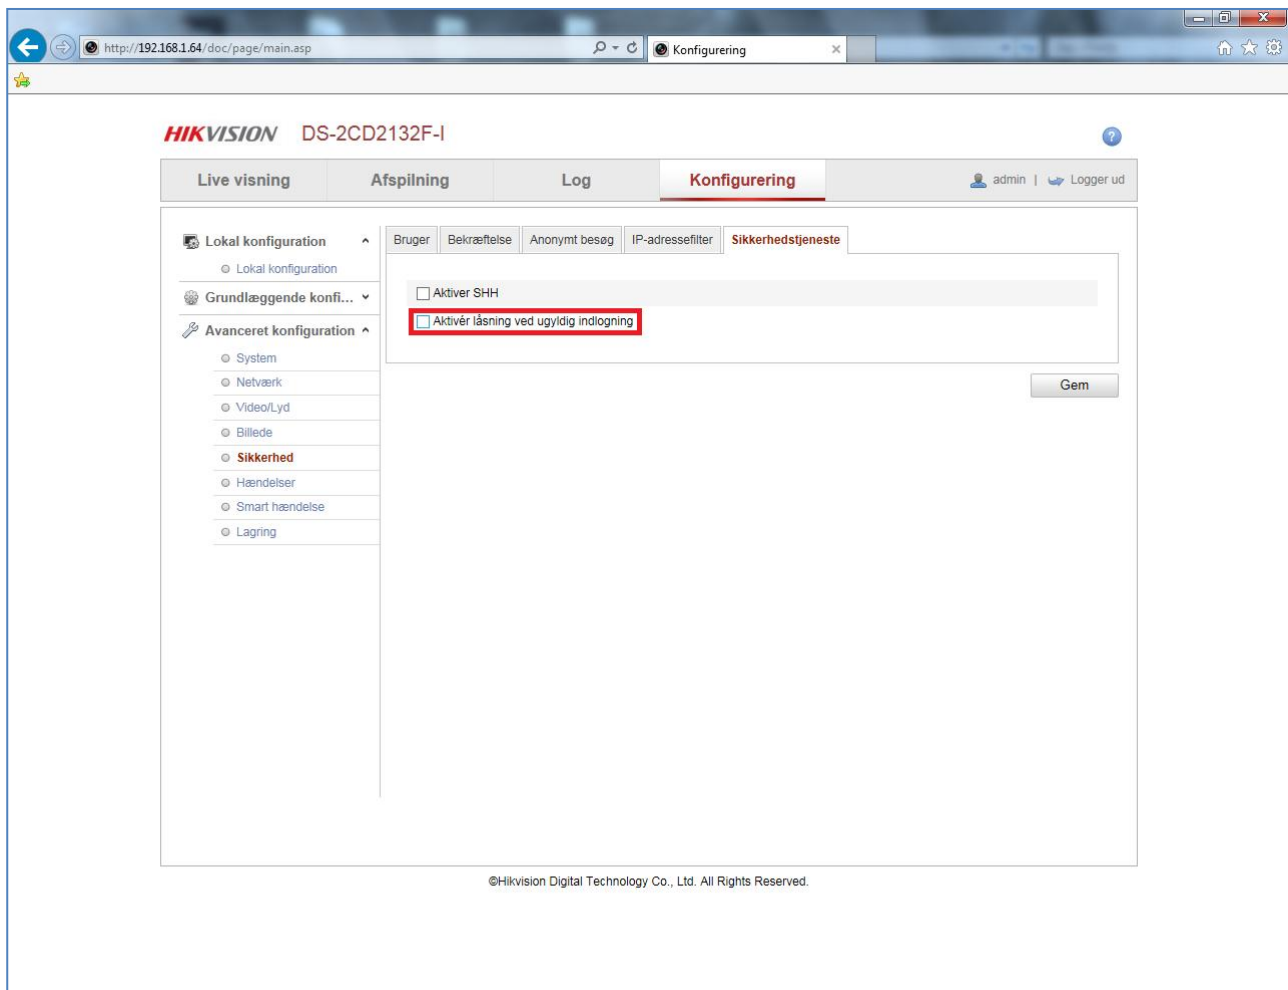 http://192.168.1.64/doc/page/main.asp
Konfigurering
HIKVISION DS-2CD2132F-I
Live visning Afspilning Log Konfigurering admin | Logger ud
Lokal konfiguration
Lokal konfiguration
Grundlæggende konfi...
Avanceret konfiguration
System
Netværk
Video/Lyd
Billede
Sikkerhed
Hændelser
Smart hændelse
Lagring
Bruger Bekræftelse Anonymt besøg IP-adressefilter Sikkerhedstjeneste
Aktiver SHH
Aktivér låsning ved ugyldig indlogning
Gem
©Hikvision Digital Technology Co., Ltd. All Rights Reserved.